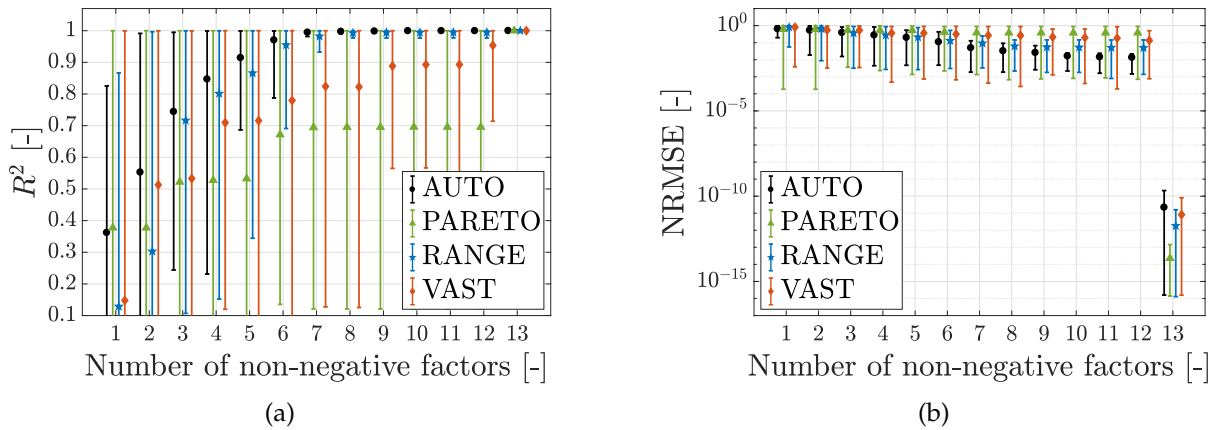 1
0.9
0.8
0.7
0.6
0.5
0.4
0.3
0.2
0.1
R² [-]
AUTO
PARETO
RANGE
VAST
1 2 3 4 5 6 7 8 9 10 11 12 13
Number of non-negative factors [-]
(a)
10⁰
10⁻⁵
10⁻¹⁰
10⁻¹⁵
NRMSE [-]
AUTO
PARETO
RANGE
VAST
1 2 3 4 5 6 7 8 9 10 11 12 13
Number of non-negative factors [-]
(b)